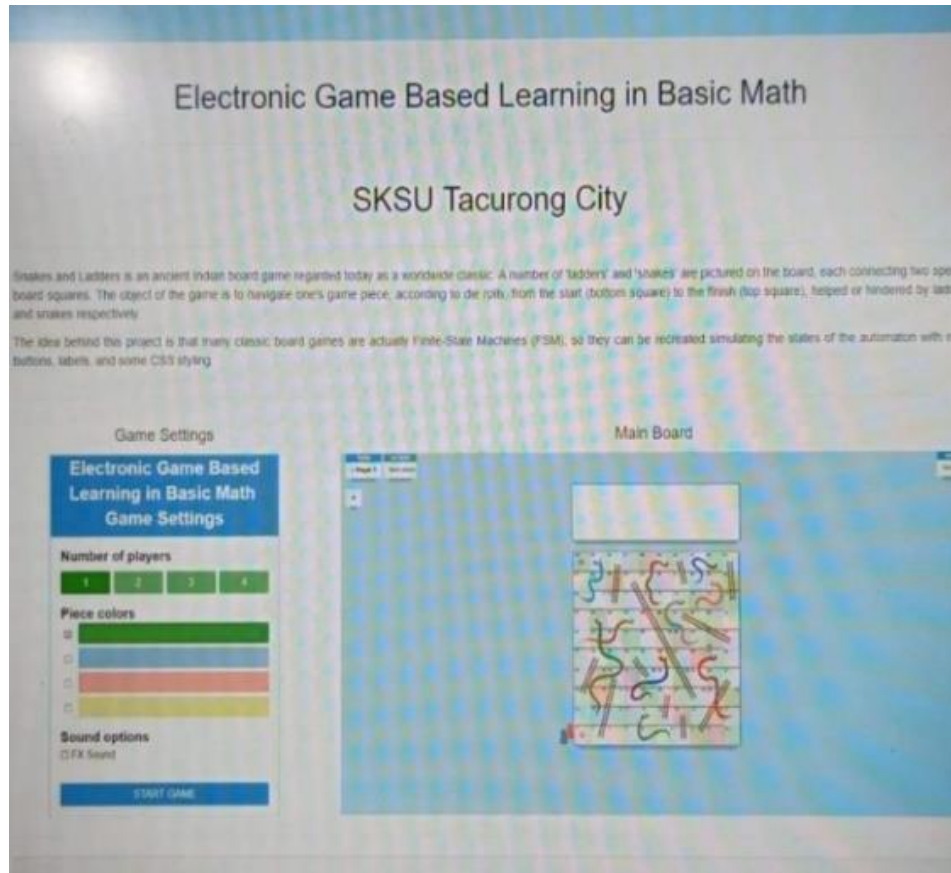 Electronic Game Based Learning in Basic Math
SKSU Tacurong City
Snakes and Ladders is an ancient Indian board game regarded today as a worldwide classic. A number of 'ladders' and 'snakes' are pictured on the board, each connecting two spe
board squares. The object of the game is to navigate one's game piece, according to die rolls, from the start (bottom square) to the finish (top square), helped or hindered by lad
and snakes respectively
The idea behind this project is that many classic board games are actually Finite-State Machines (FSM), so they can be recreated simulating the states of the automaton with
buttons, labels, and some CSS styling
Game Settings
Main Board
Electronic Game Based
Learning in Basic Math
Game Settings
Number of players
1 2 3 4
Piece colors
Sound options
FX Sound
START GAME